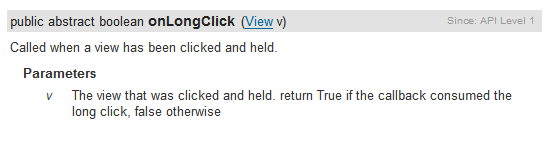 public abstract boolean onLongClick (View v) Since: API Level 1
Called when a view has been clicked and held.
Parameters
v The view that was clicked and held. return True if the callback consumed the
long click, false otherwise